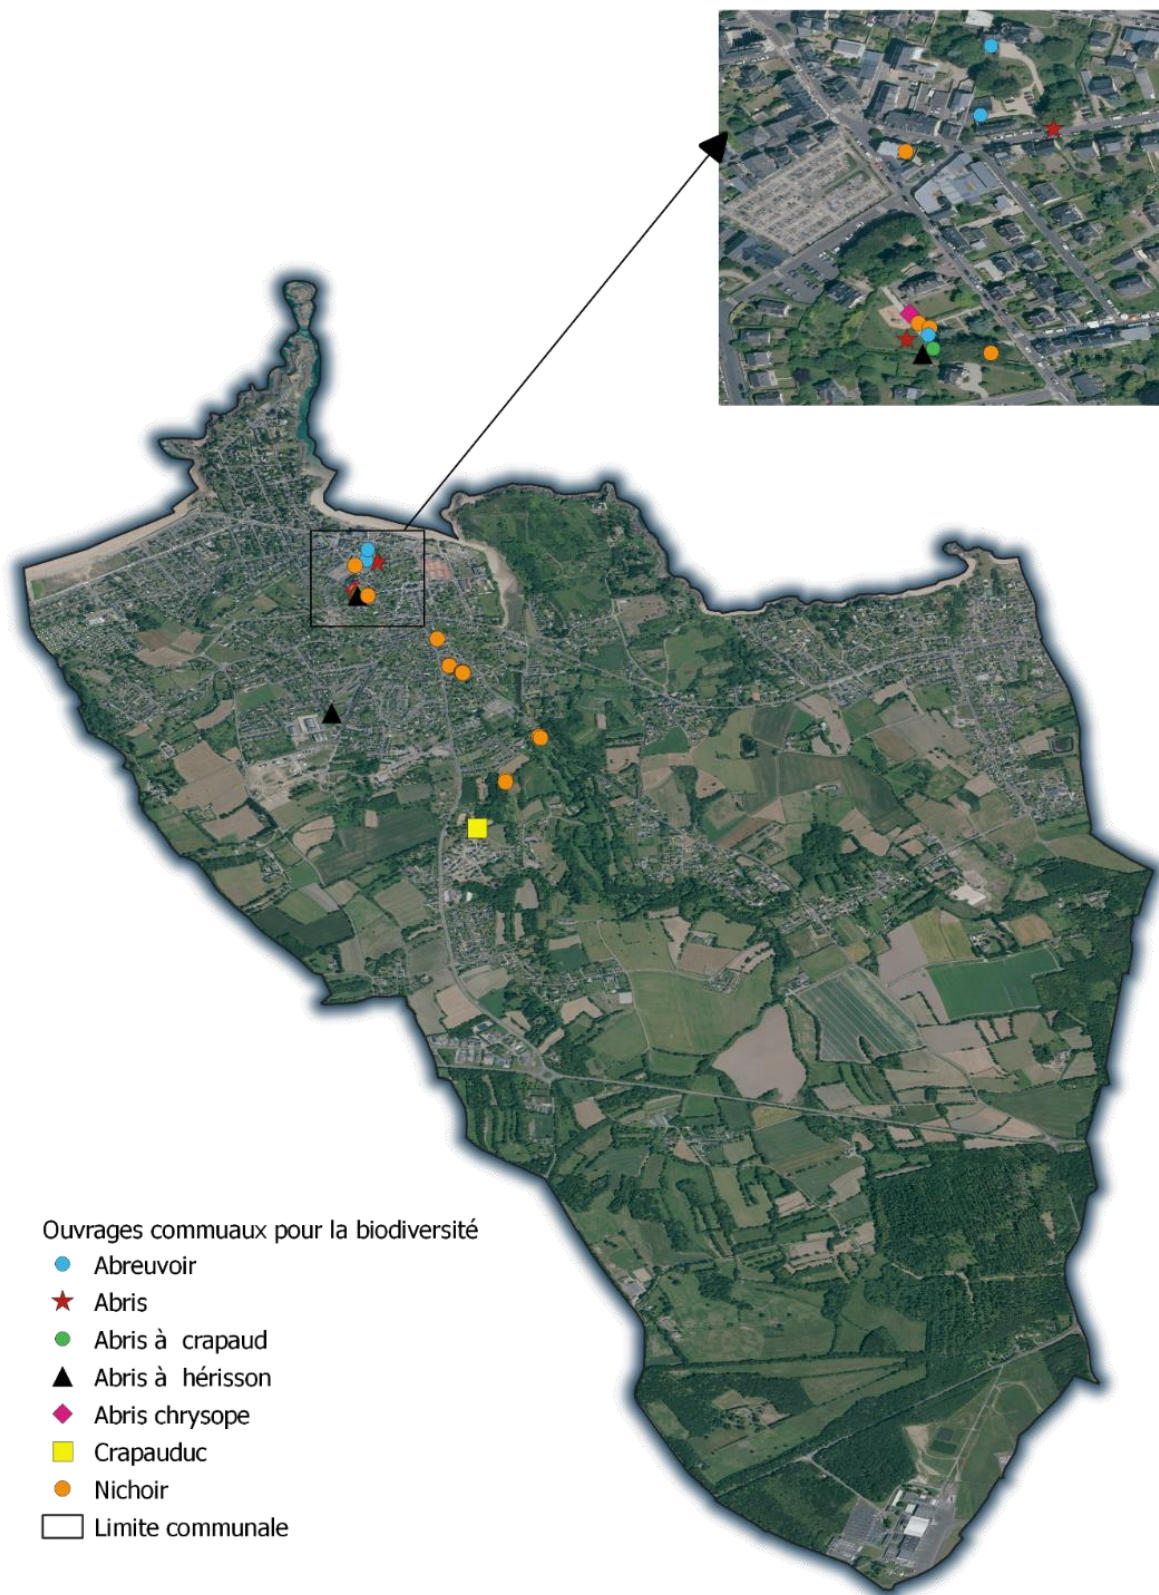 Ouvrages commuaux pour la biodiversité
Abreuvoir
Abris
Abris à crapaud
Abris à hérisson
Abris chrysope
Crapauduc
Nichoir
Limite communale